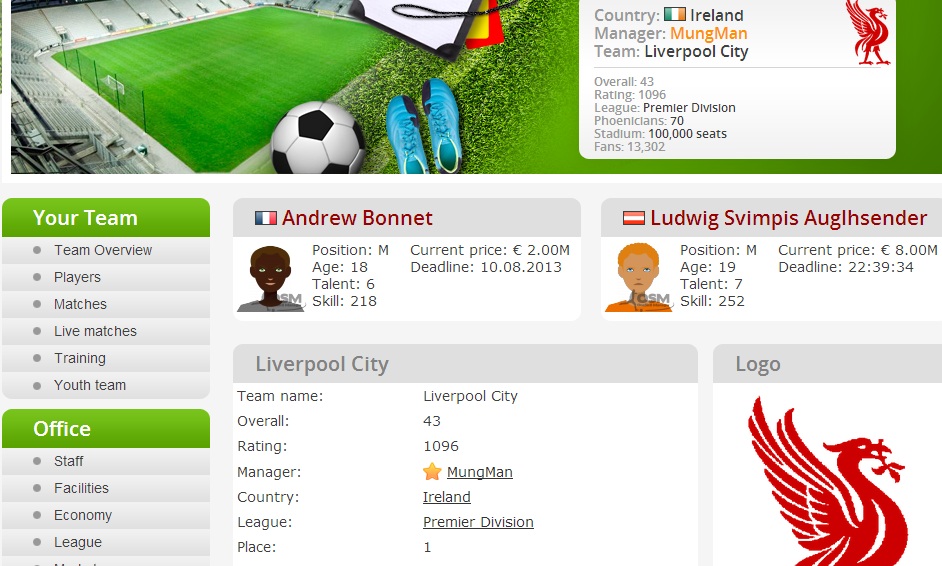 Country: Ireland
Manager: MungMan
Team: Liverpool City
Overall: 43
Rating: 1096
League: Premier Division
Phoenicians: 70
Stadium: 100,000 seats
Fans: 13,302
Your Team
Team Overview
Players
Matches
Live matches
Training
Youth team
Office
Staff
Facilities
Economy
League
Andrew Bonnet
Position: M Current price: € 2.00M
Age: 18 Deadline: 10.08.2013
Talent: 6
Skill: 218
GSM
Ludwig Svimpis Auglhsender
Position: M Current price: € 8.00M
Age: 19 Deadline: 22:39:34
Talent: 7
Skill: 252
GSM
Liverpool City
Team name: Liverpool City
Overall: 43
Rating: 1096
Manager: MungMan
Country: Ireland
League: Premier Division
Place: 1
Logo